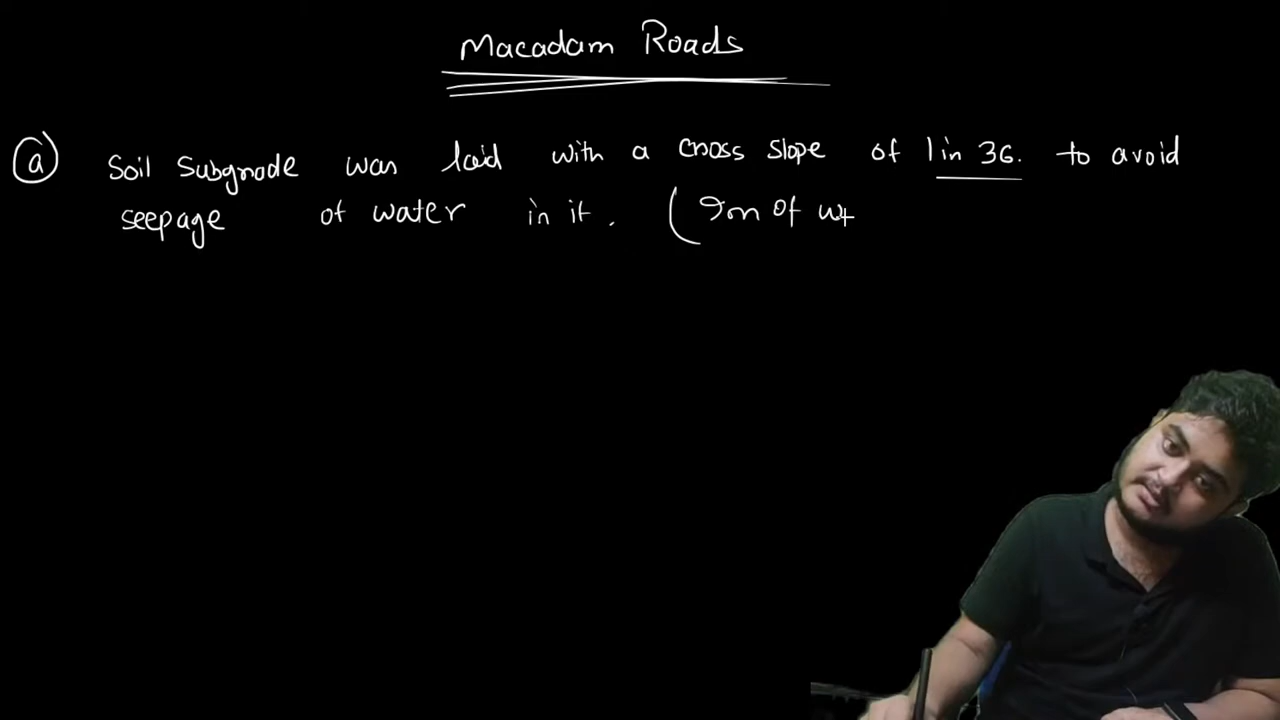 Macadam Roads
(a) Soil Subgrade was laid with a cross slope of 1 in 36. to avoid
seepage of water in it. ( 9m of wt